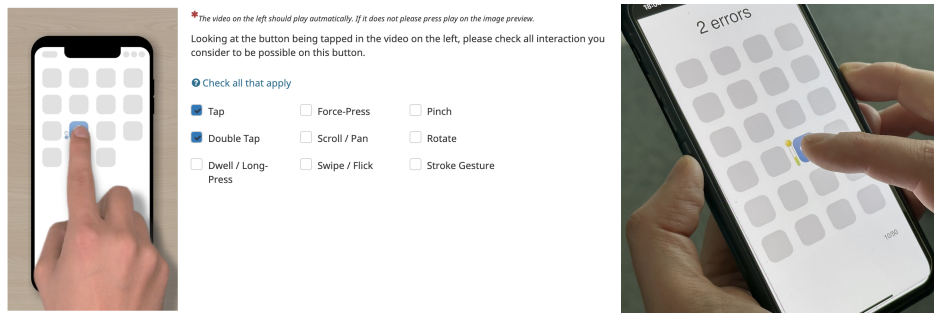 *The video on the left should play autmatically. If it does not please press play on the image preview.
Looking at the button being tapped in the video on the left, please check all interaction you
consider to be possible on this button.
? Check all that apply
Tap
Force-Press
Pinch
Double Tap
Scroll / Pan
Rotate
Dwell / Long-
Press
Swipe / Flick
Stroke Gesture
2 errors
10/50